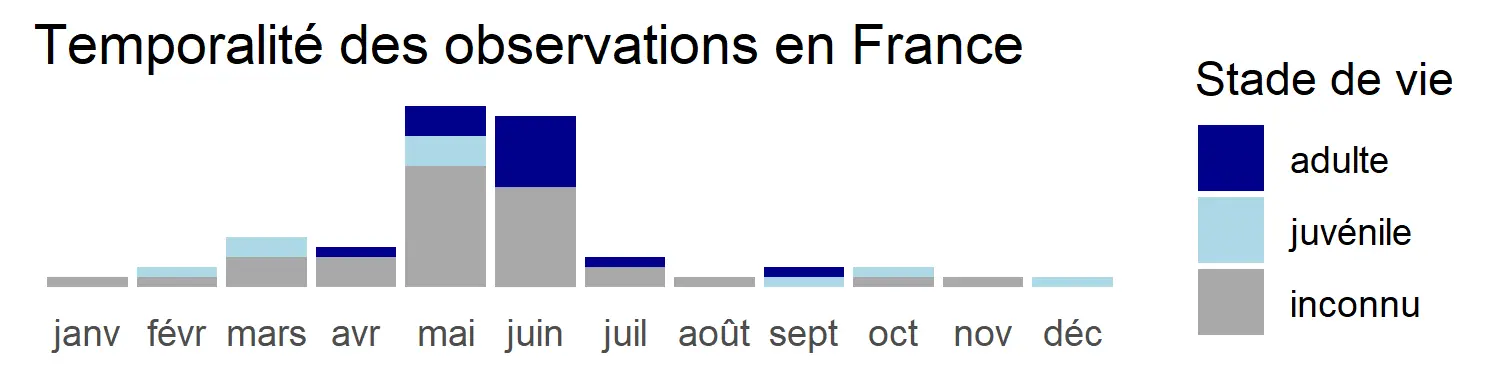 Temporalité des observations en France
Stade de vie
adulte
juvénile
inconnu
janv févr mars avr mai juin juil août sept oct nov déc